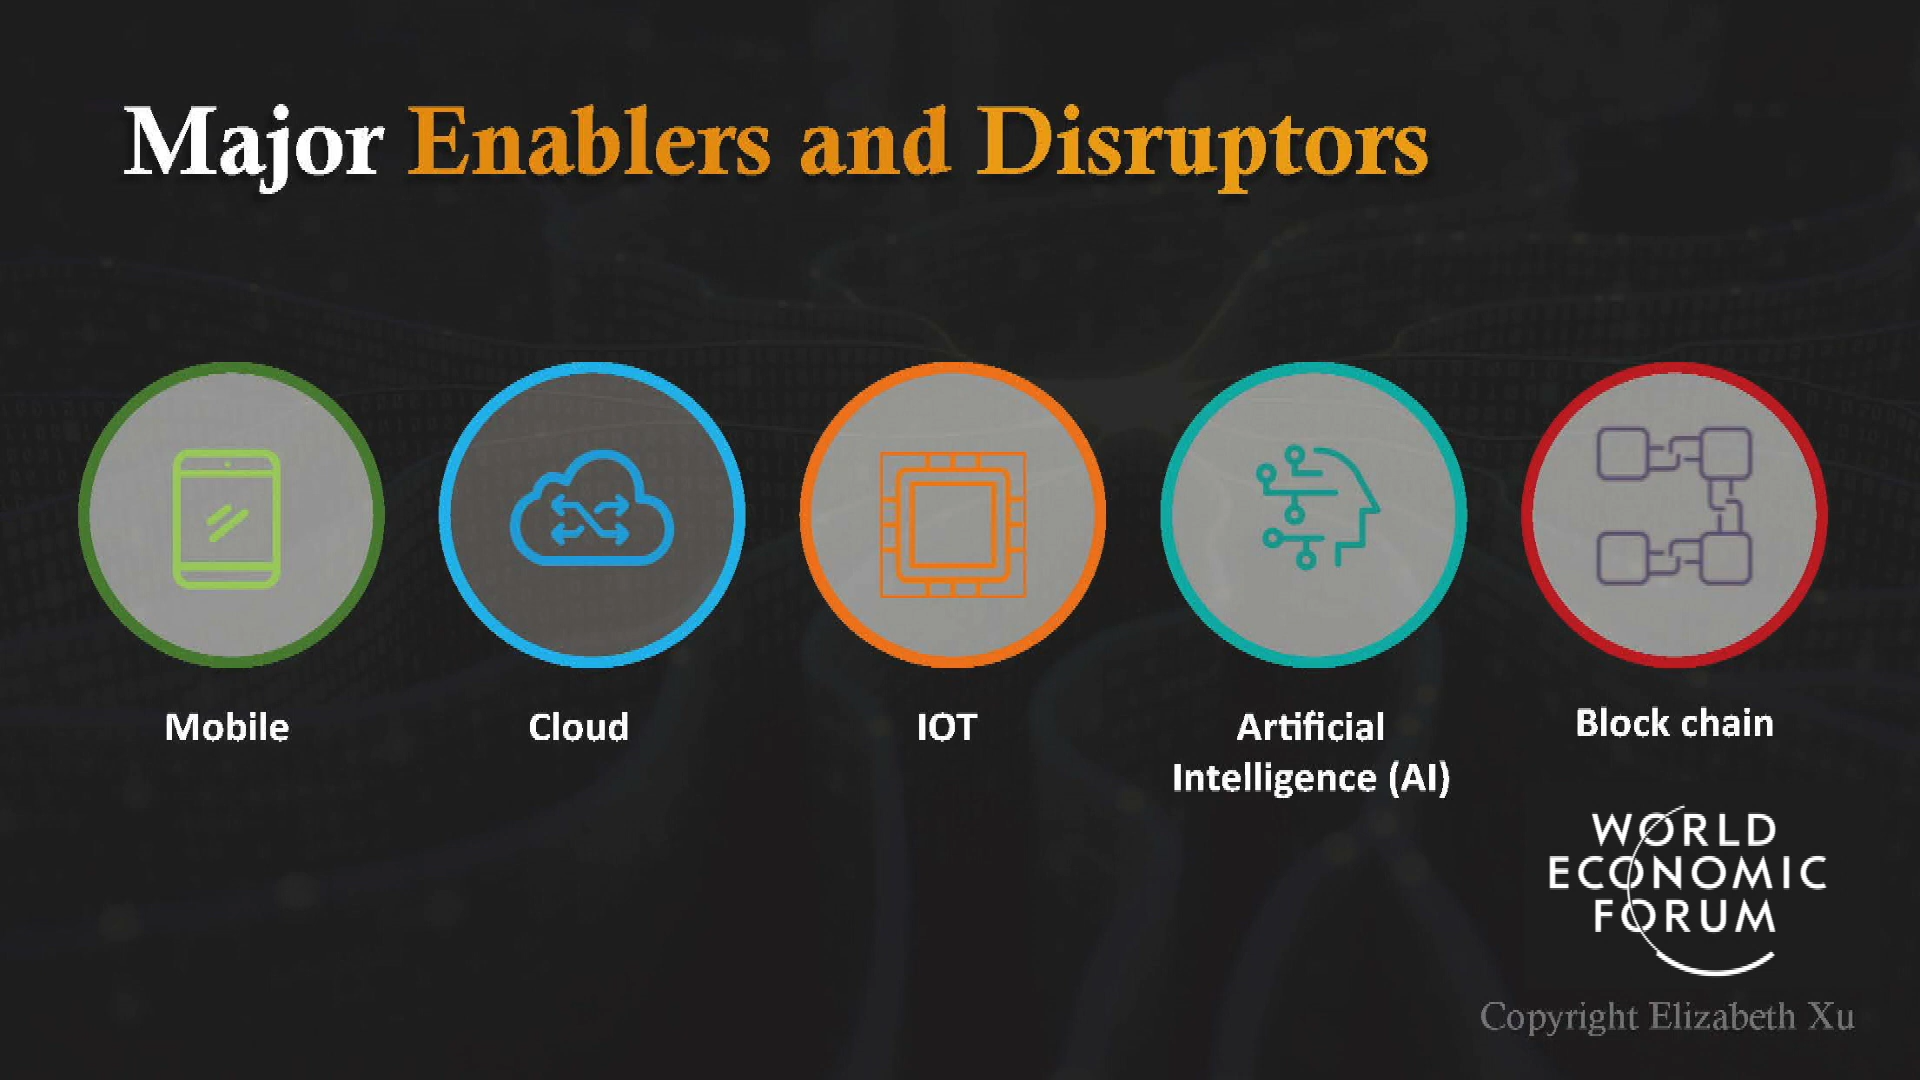 Major Enablers and Disruptors
Mobile
Cloud
IOT
Artificial
Intelligence (AI)
Block chain
WORLD
ECONOMIC
FORUM
Copyright Elizabeth Xu